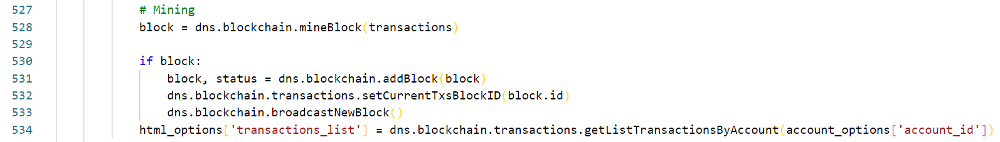 527 # Mining
528 block = dns.blockchain.mineBlock(transactions)
529
530 if block:
531 block, status = dns.blockchain.addBlock(block)
532 dns.blockchain.transactions.setCurrentTxsBlockID(block.id)
533 dns.blockchain.broadcastNewBlock()
534 html_options['transactions_list'] = dns.blockchain.transactions.getListTransactionsByAccount(account_options['account_id'])